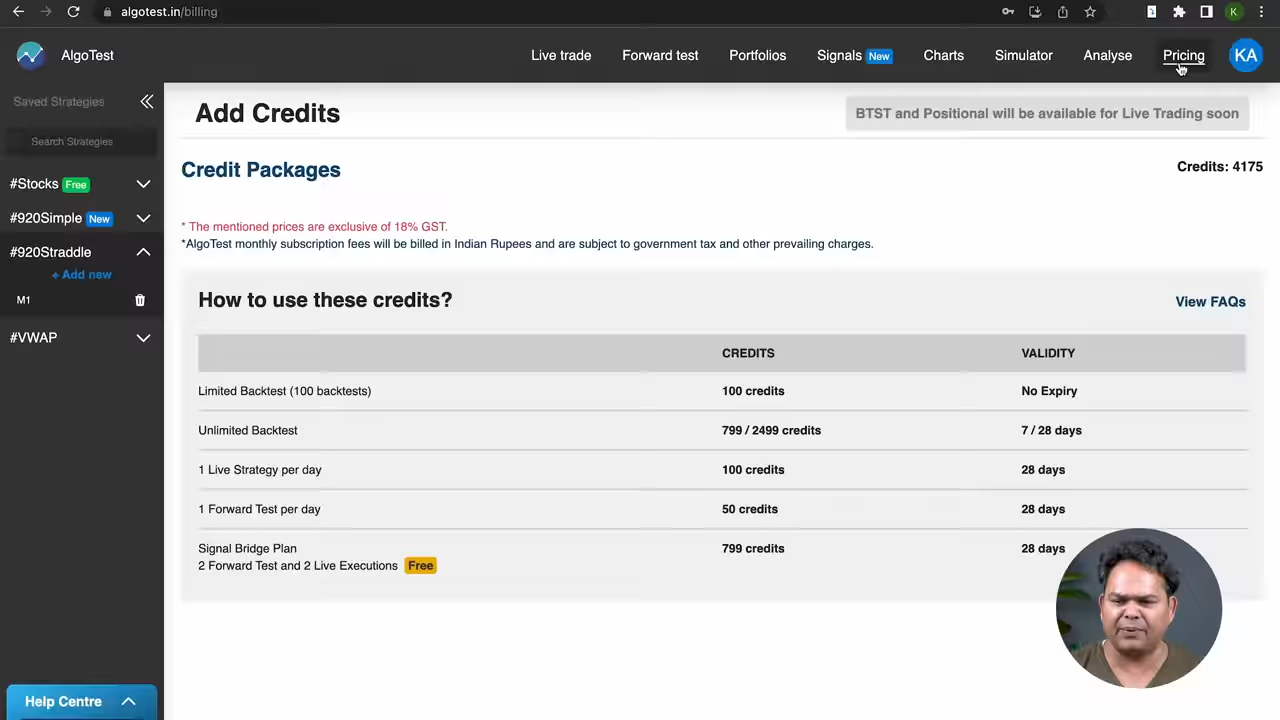 algotest.in/billing
K
AlgoTest
Live trade
Forward test
Portfolios
Signals New
Charts
Simulator
Analyse
Pricing
KA
Saved Strategies
Search Strategies
#Stocks Free
#920Simple New
#920Straddle
+ Add new
M1
#VWAP
Help Centre
Add Credits
BTST and Positional will be available for Live Trading soon
Credit Packages
Credits: 4175
* The mentioned prices are exclusive of 18% GST.
*AlgoTest monthly subscription fees will be billed in Indian Rupees and are subject to government tax and other prevailing charges.
How to use these credits?
View FAQs
CREDITS VALIDITY
Limited Backtest (100 backtests) 100 credits No Expiry
Unlimited Backtest 799 / 2499 credits 7 / 28 days
1 Live Strategy per day 100 credits 28 days
1 Forward Test per day 50 credits 28 days
Signal Bridge Plan 799 credits 28 days
2 Forward Test and 2 Live Executions Free